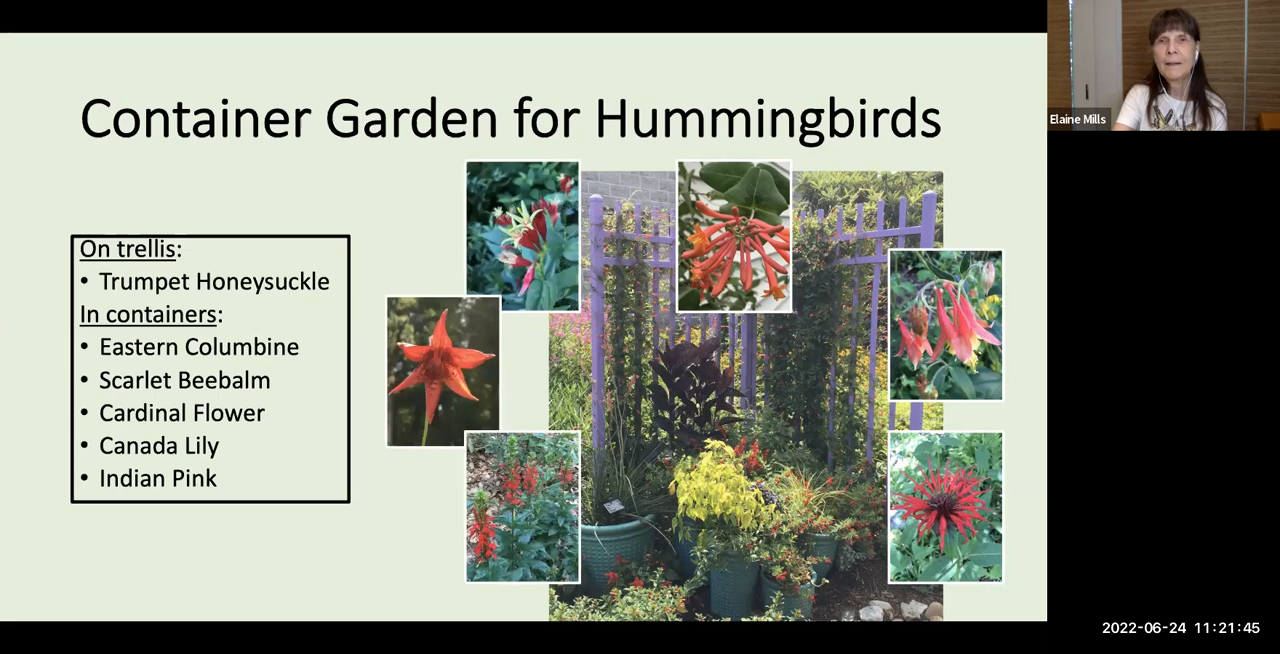 Container Garden for Hummingbirds
Elaine Mills
On trellis:
• Trumpet Honeysuckle
In containers:
• Eastern Columbine
• Scarlet Beebalm
• Cardinal Flower
• Canada Lily
• Indian Pink
2022-06-24 11:21:45